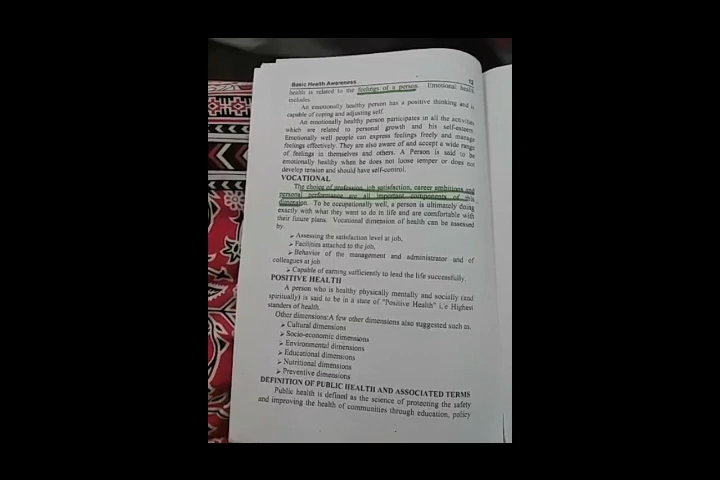 Basic Health Awareness 13
health is related to the feelings of a person. Emotional health
includes.
An emotionally healthy person has a positive thinking and is
capable of coping and adjusting self.
An emotionally healthy person participates in all the activities
which are related to personal growth and his self-esteem.
Emotionally well people can express feelings freely and manage
feelings effectively. They are also aware of and accept a wide range
of feelings in themselves and others. A Person is said to be
emotionally healthy when he does not loose temper or does not
develop tension and should have self-control.
VOCATIONAL
The choice of profession, job satisfaction, career ambitions and
personal performance are all important components of this
dimension. To be occupationally well, a person is ultimately doing
exactly with what they want to do in life and are comfortable with
their future plans. Vocational dimension of health can be assessed
by.
➢ Assessing the satisfaction level at job,
➢ Facilities attached to the job,
➢ Behavior of the management and administrator and of
colleagues at job
➢ Capable of earning sufficiently to lead the life successfully.
POSITIVE HEALTH
A person who is healthy physically mentally and socially (and
spiritually) is said to be in a state of "Positive Health" i.e Highest
standers of health.
Other dimensions:A few other dimensions also suggested such as.
➢ Cultural dimensions
➢ Socio-economic dimensions
➢ Environmental dimensions
➢ Educational dimensions
➢ Nutritional dimensions
➢ Preventive dimensions
DEFINITION OF PUBLIC HEALTH AND ASSOCIATED TERMS
Public health is defined as the science of protecting the safety
and improving the health of communities through education, policy